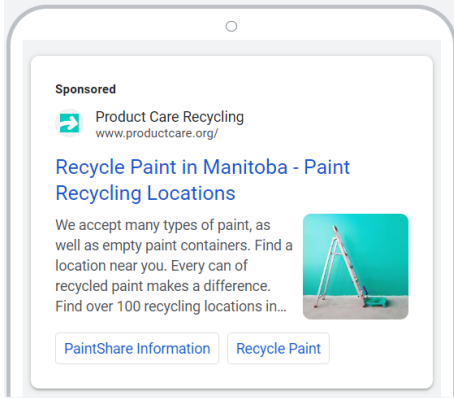 Sponsored
Product Care Recycling
www.productcare.org/
Recycle Paint in Manitoba - Paint
Recycling Locations
We accept many types of paint, as
well as empty paint containers. Find a
location near you. Every can of
recycled paint makes a difference.
Find over 100 recycling locations in...
PaintShare Information
Recycle Paint